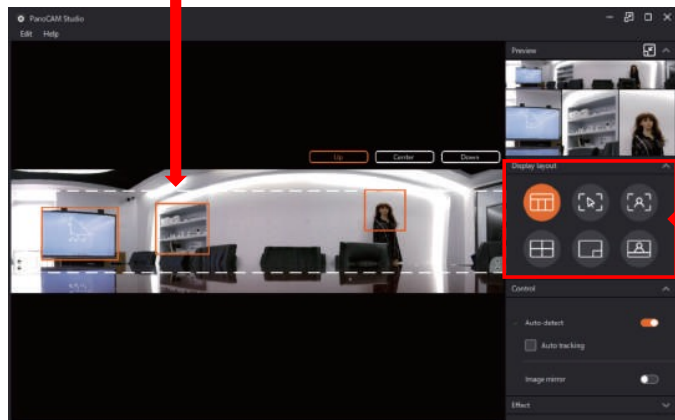 PanoCAM Studio
Edit Help
Preview
Up Center Down
Display layout
Control
Auto-detect
Auto tracking
Image mirror
Effect